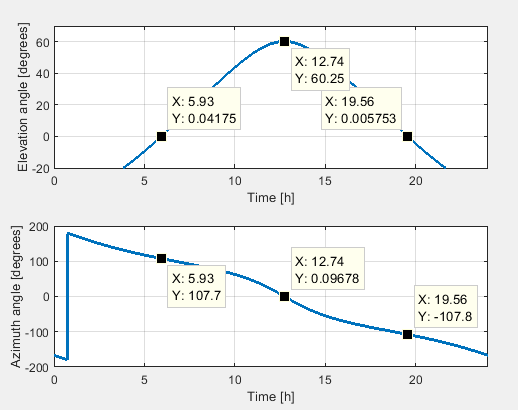 Elevation angle [degrees]
60
40
20
0
-20
X: 5.93
Y: 0.04175
X: 12.74
Y: 60.25
X: 19.56
Y: 0.005753
0
5
10
15
20
Time [h]
Azimuth angle [degrees]
200
100
0
-100
-200
X: 5.93
Y: 107.7
X: 12.74
Y: 0.09678
X: 19.56
Y: -107.8
0
5
10
15
20
Time [h]